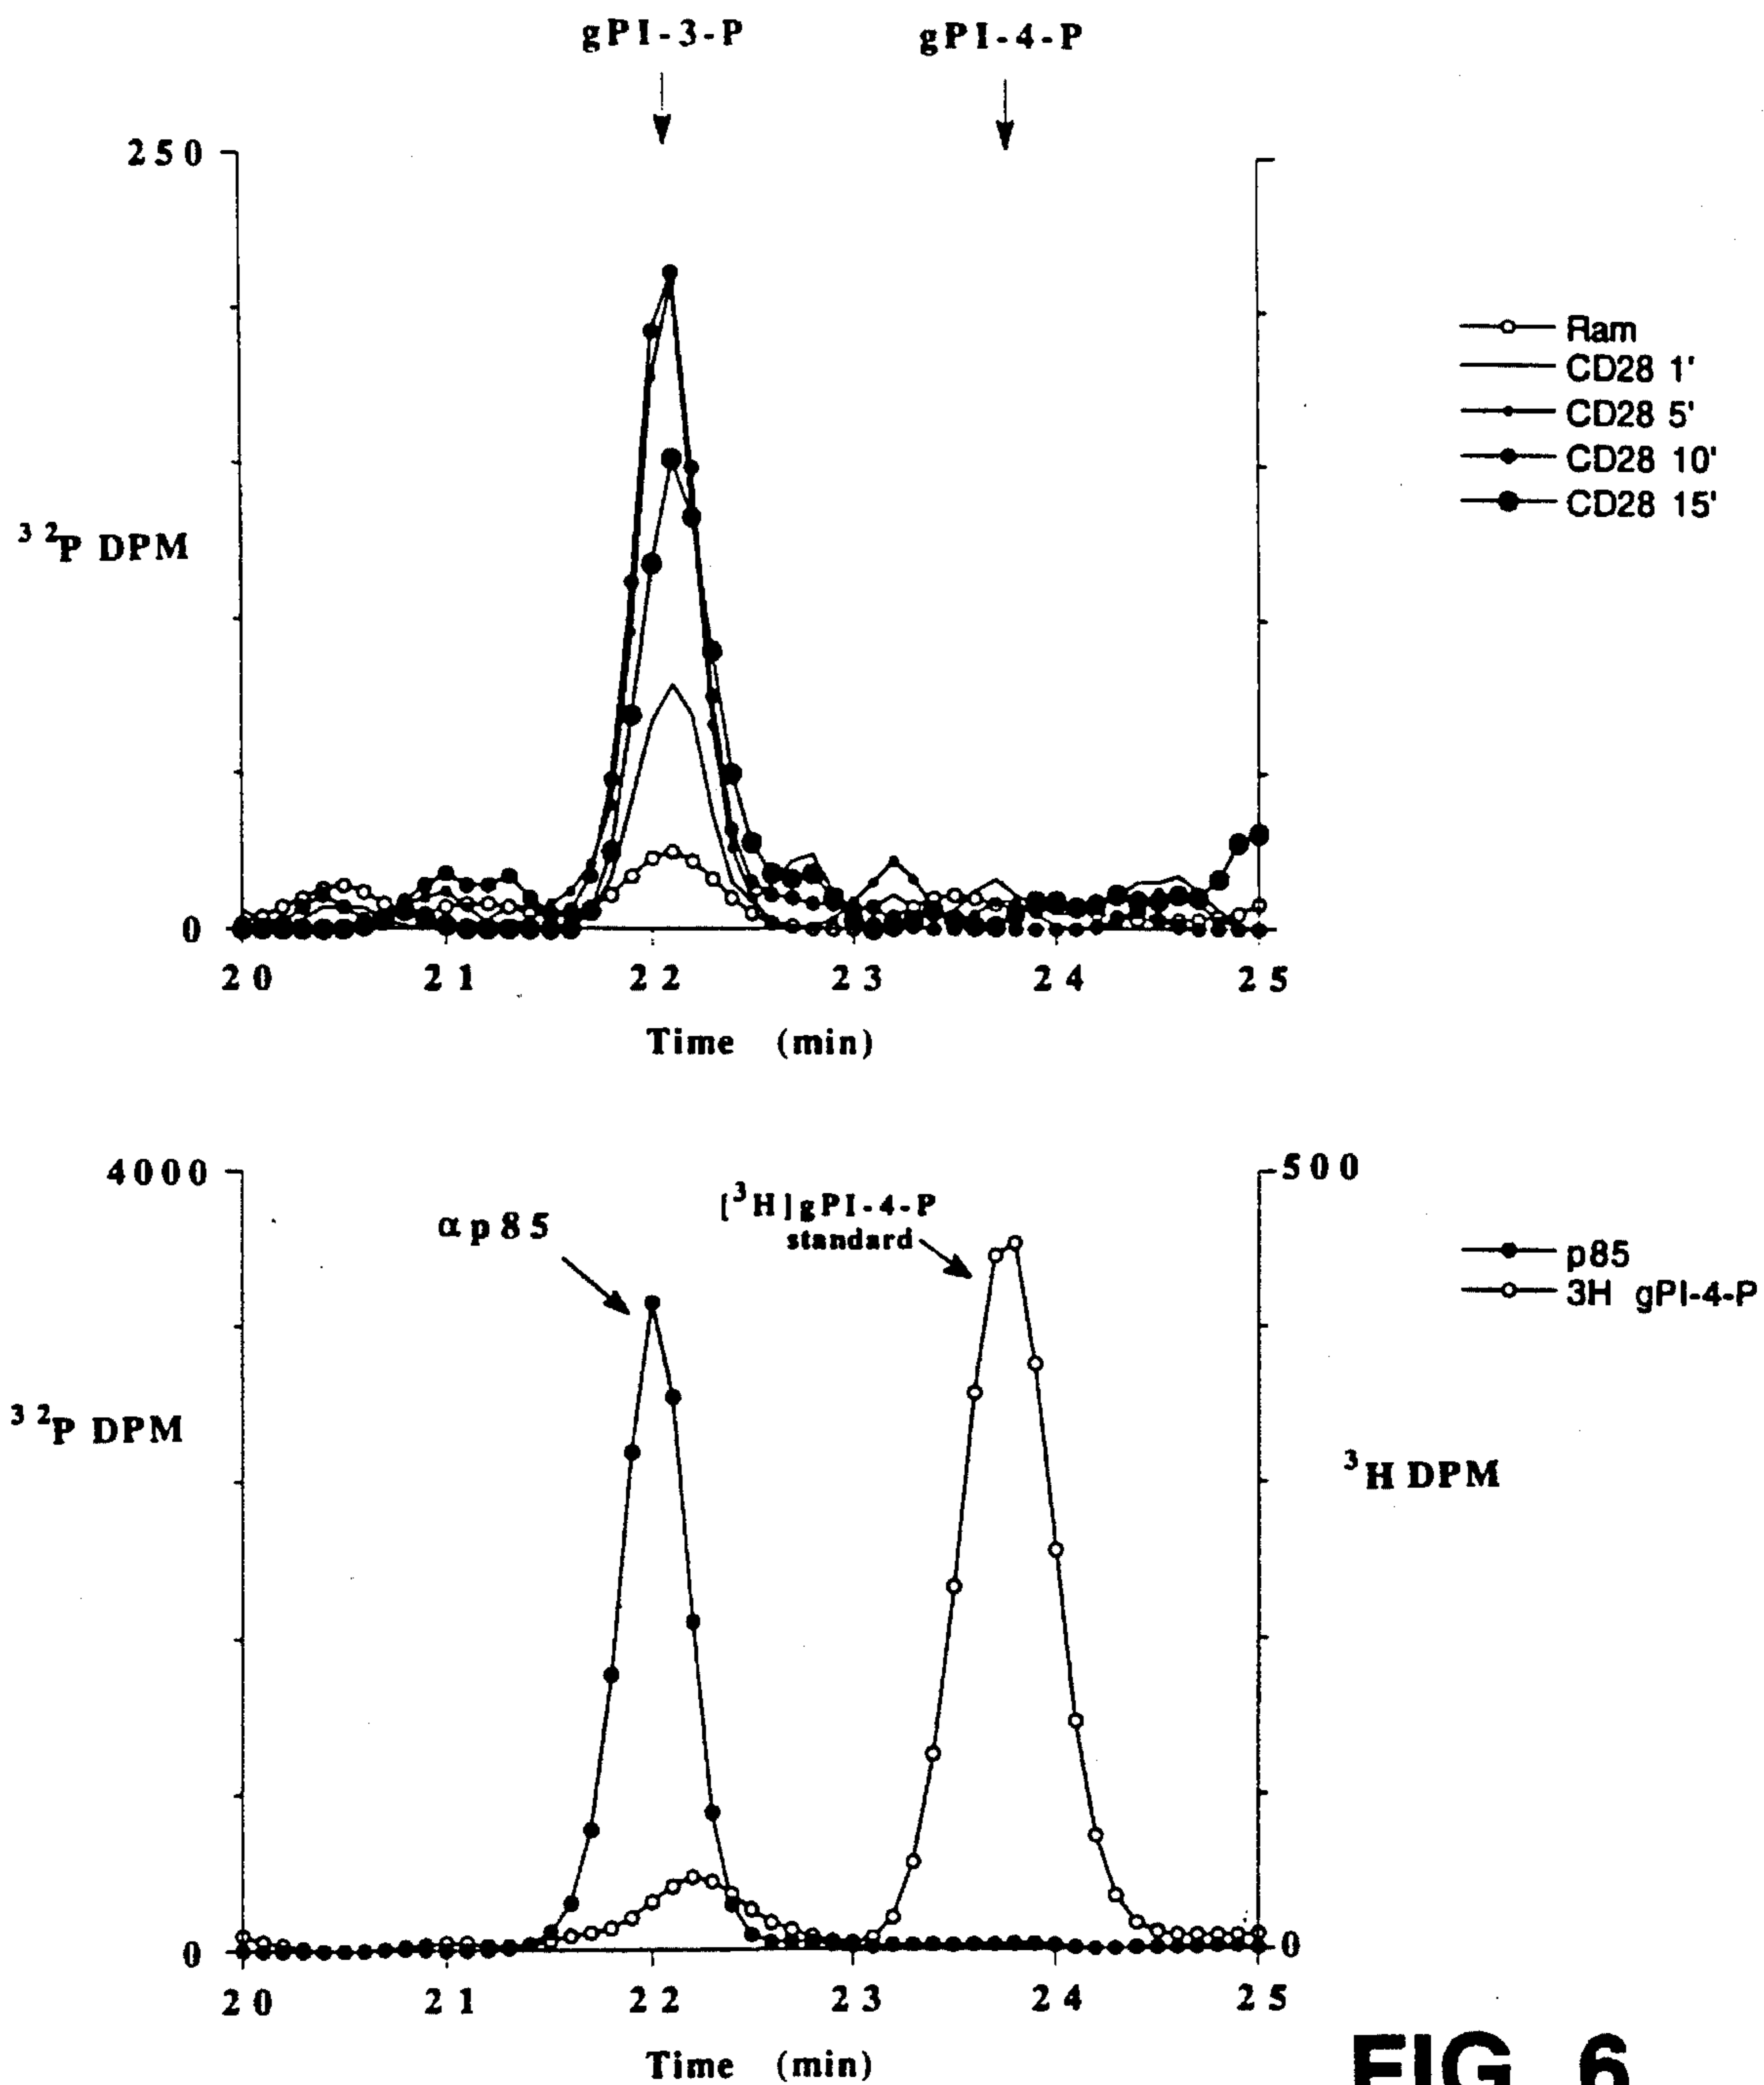 gPI-3-P gPI-4-P
250
Ram
CD28 1'
CD28 5'
CD28 10'
CD28 15'
32P DPM
0
20 21 22 23 24 25
Time (min)
4000
500
αp85
[3H]gPI-4-P
standard
p85
3H gPI-4-P
32P DPM
3H DPM
0
0
20 21 22 23 24 25
Time (min)
FIG 6